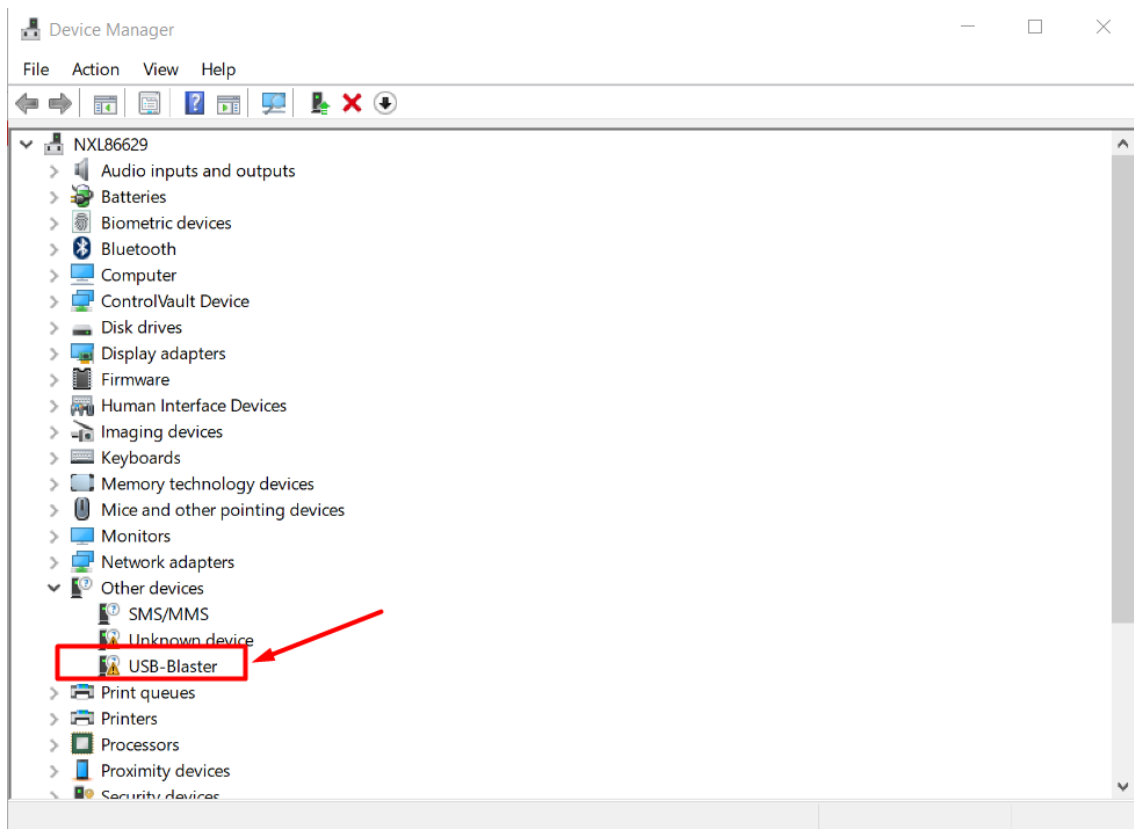 Device Manager
File Action View Help
NXL86629
Audio inputs and outputs
Batteries
Biometric devices
Bluetooth
Computer
ControlVault Device
Disk drives
Display adapters
Firmware
Human Interface Devices
Imaging devices
Keyboards
Memory technology devices
Mice and other pointing devices
Monitors
Network adapters
Other devices
SMS/MMS
Unknown device
USB-Blaster
Print queues
Printers
Processors
Proximity devices
Security devices